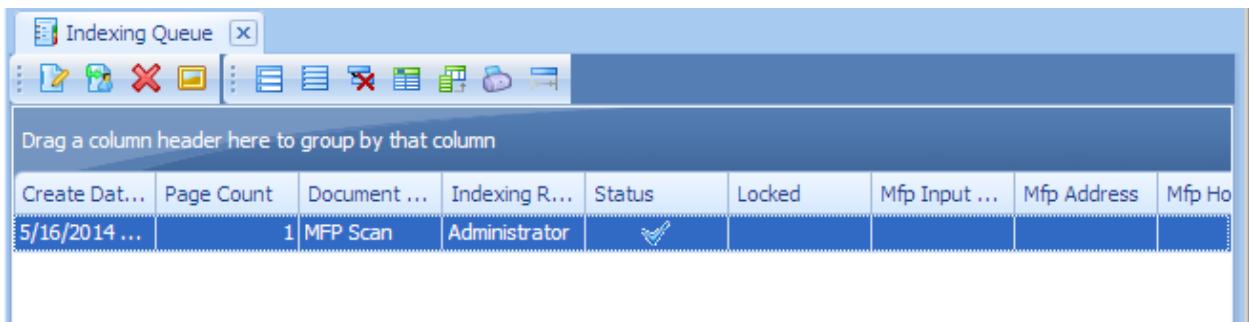 Indexing Queue
Drag a column header here to group by that column
Create Dat... Page Count Document ... Indexing R... Status Locked Mfp Input ... Mfp Address Mfp Ho
5/16/2014 ... 1 MFP Scan Administrator